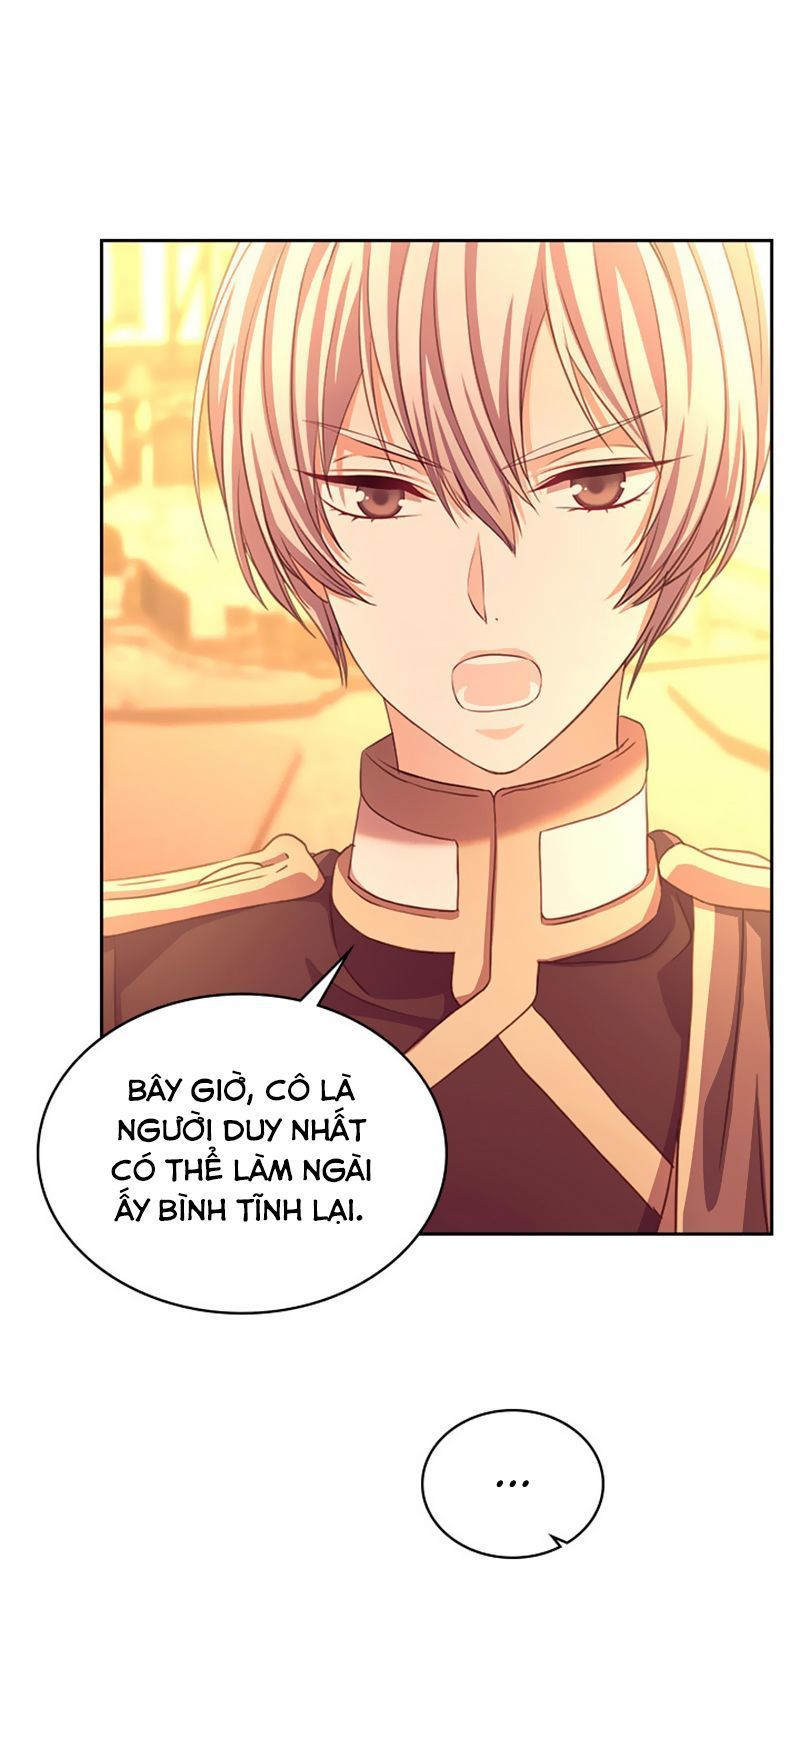 BÂY GIỜ, CÔ LÀ
NGƯỜI DUY NHẤT
CÓ THỂ LÀM NGÀI
ẤY BÌNH TĨNH LẠI.
...